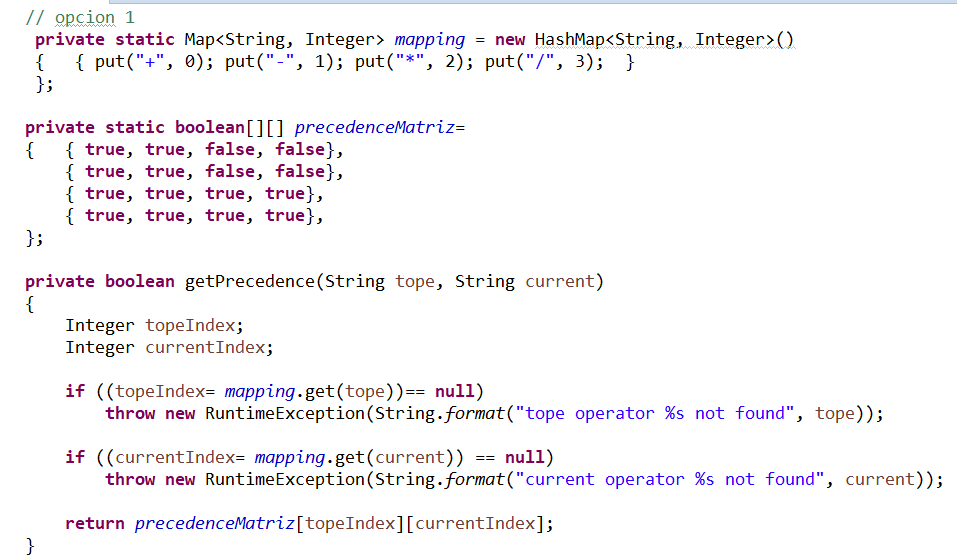 // opcion 1
private static Map<String, Integer> mapping = new HashMap<String, Integer>()
{   { put("+", 0); put("-", 1); put("*", 2); put("/", 3);  }
};
private static boolean[][] precedenceMatriz=
{   { true, true, false, false},
{ true, true, false, false},
{ true, true, true, true},
{ true, true, true, true},
};
private boolean getPrecedence(String tope, String current)
{
Integer topeIndex;
Integer currentIndex;
if ((topeIndex= mapping.get(tope))== null)
throw new RuntimeException(String.format("tope operator %s not found", tope));
if ((currentIndex= mapping.get(current)) == null)
throw new RuntimeException(String.format("current operator %s not found", current));
return precedenceMatriz[topeIndex][currentIndex];
}